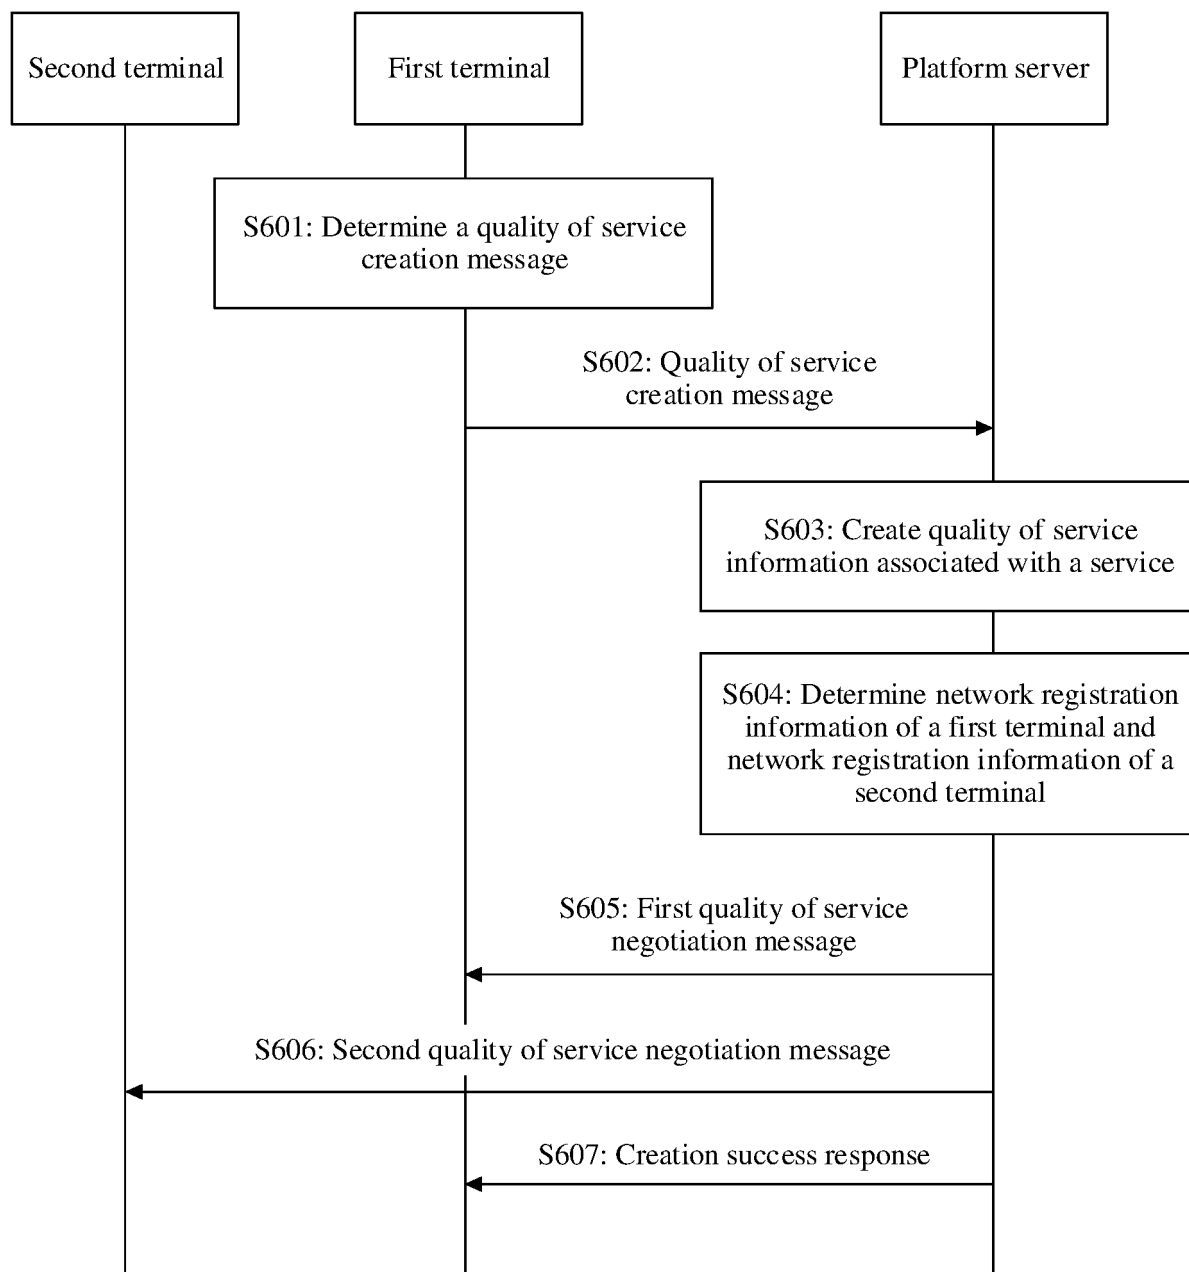 Second terminal
First terminal
Platform server
S601: Determine a quality of service
creation message
S602: Quality of service
creation message
S603: Create quality of service
information associated with a service
S604: Determine network registration
information of a first terminal and
network registration information of a
second terminal
S605: First quality of service
negotiation message
S606: Second quality of service negotiation message
S607: Creation success response